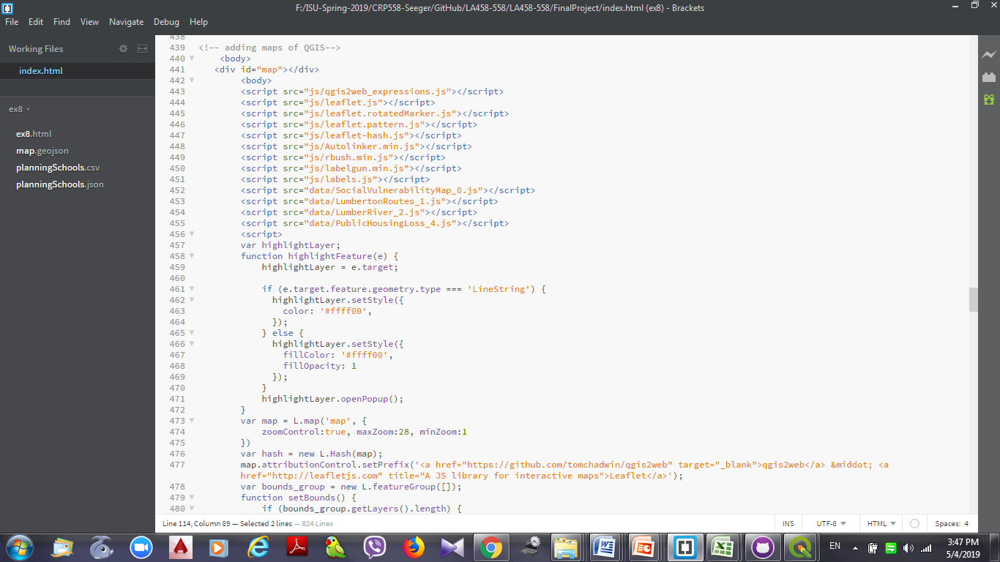 F:/ISU-Spring-2019/CRP558-Seeger/GitHub/LA458-558/LA458-558/FinalProject/index.html (ex8) - Brackets
File Edit Find View Navigate Debug Help
Working Files
index.html
ex8
ex8.html
map.geojson
planningSchools.csv
planningSchools.json
438
439 <!-- adding maps of QGIS-->
440 <body>
441 <div id="map"></div>
442 <body>
443 <script src="js/qgis2web_expressions.js"></script>
444 <script src="js/leaflet.js"></script>
445 <script src="js/leaflet.rotatedMarker.js"></script>
446 <script src="js/leaflet.pattern.js"></script>
447 <script src="js/leaflet-hash.js"></script>
448 <script src="js/Autolinker.min.js"></script>
449 <script src="js/rbush.min.js"></script>
450 <script src="js/labelgun.min.js"></script>
451 <script src="js/labels.js"></script>
452 <script src="data/SocialVulnerabilityMap_0.js"></script>
453 <script src="data/LumbertonRoutes_1.js"></script>
454 <script src="data/LumberRiver_2.js"></script>
455 <script src="data/PublicHousingLoss_4.js"></script>
456 <script>
457 var highlightLayer;
458 function highlightFeature(e) {
459 highlightLayer = e.target;
460
461 if (e.target.feature.geometry.type === 'LineString') {
462 highlightLayer.setStyle({
463 color: '#ffff00',
464 });
465 } else {
466 highlightLayer.setStyle({
467 fillColor: '#ffff00',
468 fillOpacity: 1
469 });
470 }
471 highlightLayer.openPopup();
472 }
473 var map = L.map('map', {
474 zoomControl:true, maxZoom:28, minZoom:1
475 })
476 var hash = new L.Hash(map);
477 map.attributionControl.setPrefix('<a href="https://github.com/tomchadwin/qgis2web" target="_blank">qgis2web</a> &middot; <a
href="http://leafletjs.com" title="A JS library for interactive maps">Leaflet</a>');
478 var bounds_group = new L.featureGroup([]);
479 function setBounds() {
480 if (bounds_group.getLayers().length) {
Line 114, Column 89 — Selected 2 lines — 824 Lines
INS UTF-8 HTML Spaces: 4
EN
3:47 PM
5/4/2019